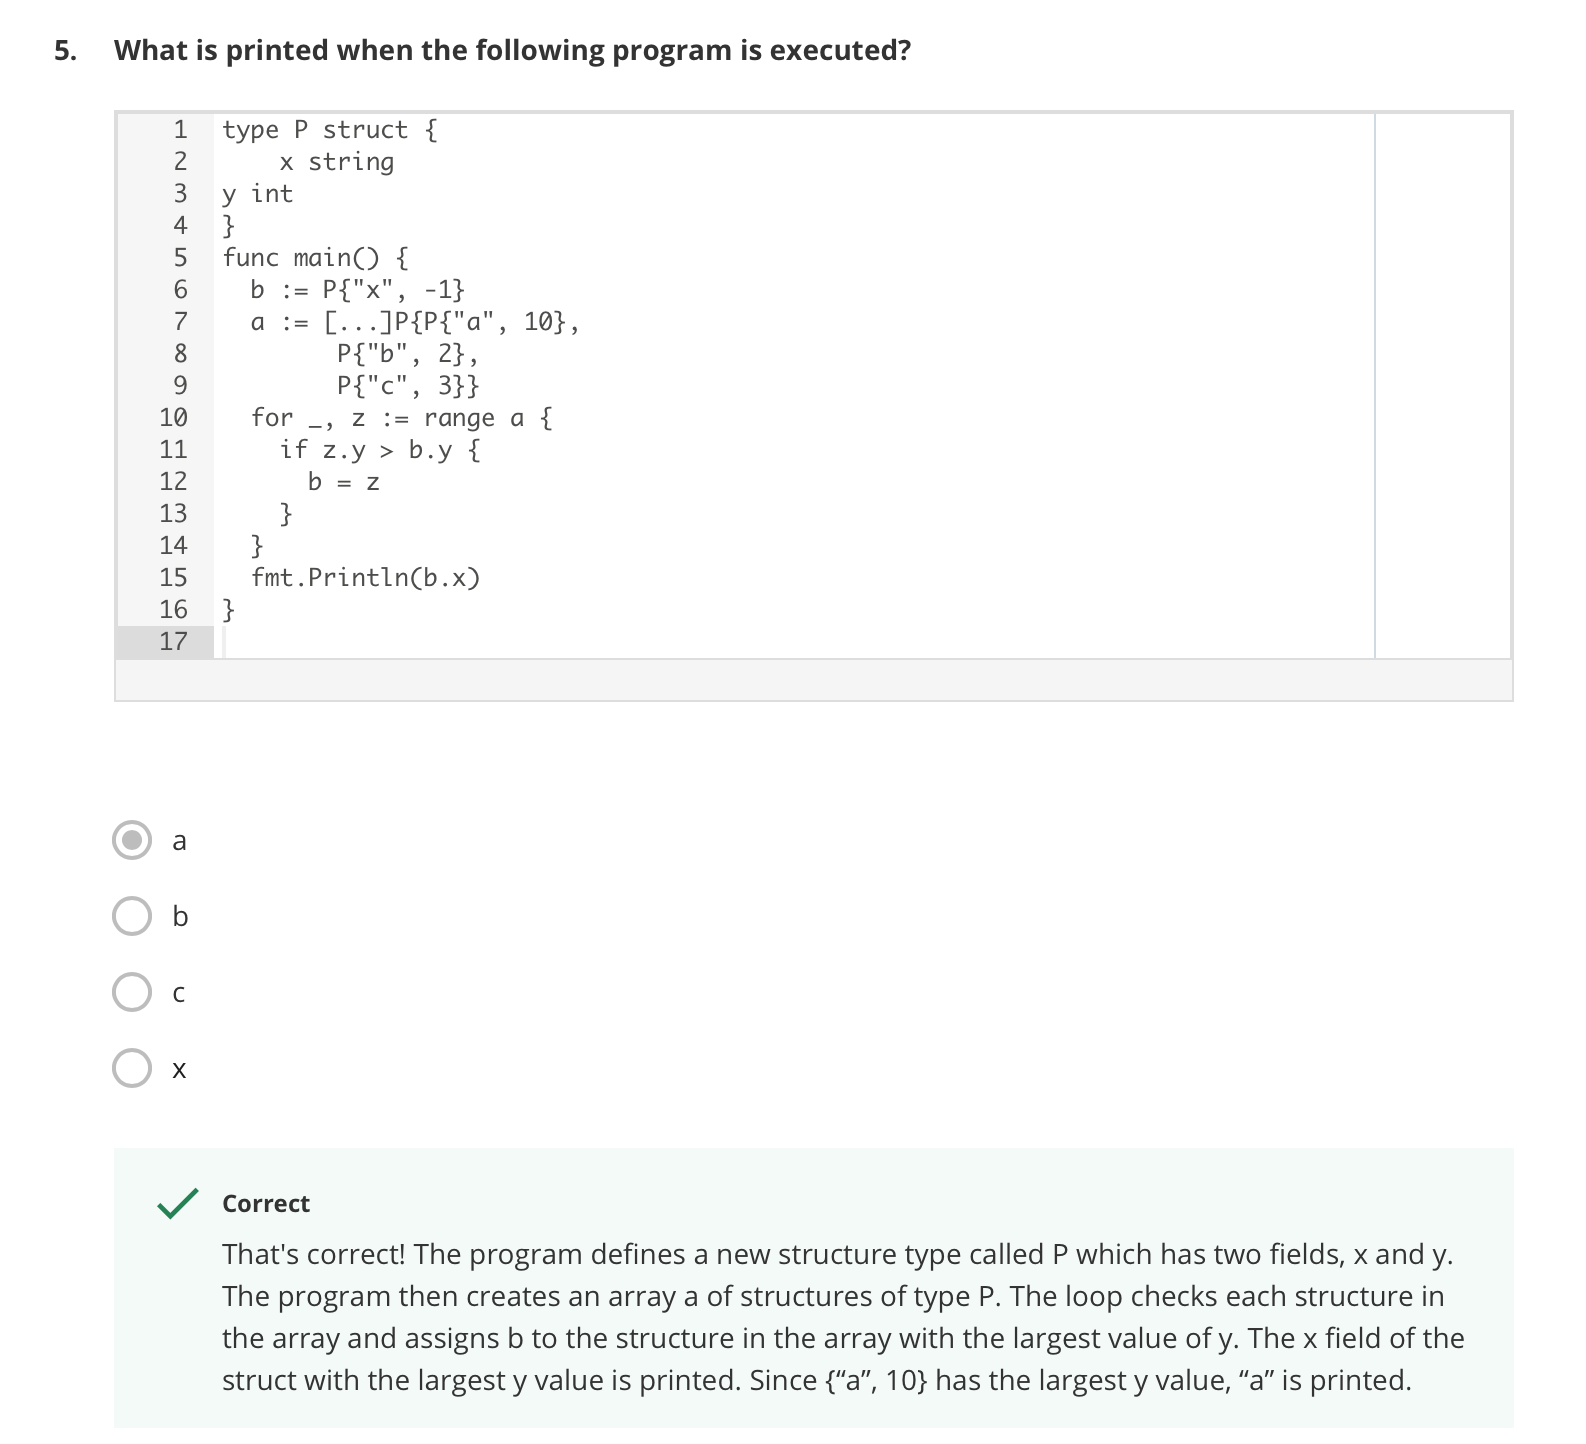 5. What is printed when the following program is executed?
1 type P struct {
2     x string
3 y int
4 }
5 func main() {
6   b := P{"x", -1}
7   a := [...]P{P{"a", 10},
8         P{"b", 2},
9         P{"c", 3}}
10   for _, z := range a {
11     if z.y > b.y {
12       b = z
13     }
14   }
15   fmt.Println(b.x)
16 }
17
a
b
c
x
Correct
That's correct! The program defines a new structure type called P which has two fields, x and y.
The program then creates an array a of structures of type P. The loop checks each structure in
the array and assigns b to the structure in the array with the largest value of y. The x field of the
struct with the largest y value is printed. Since {“a”, 10} has the largest y value, “a” is printed.